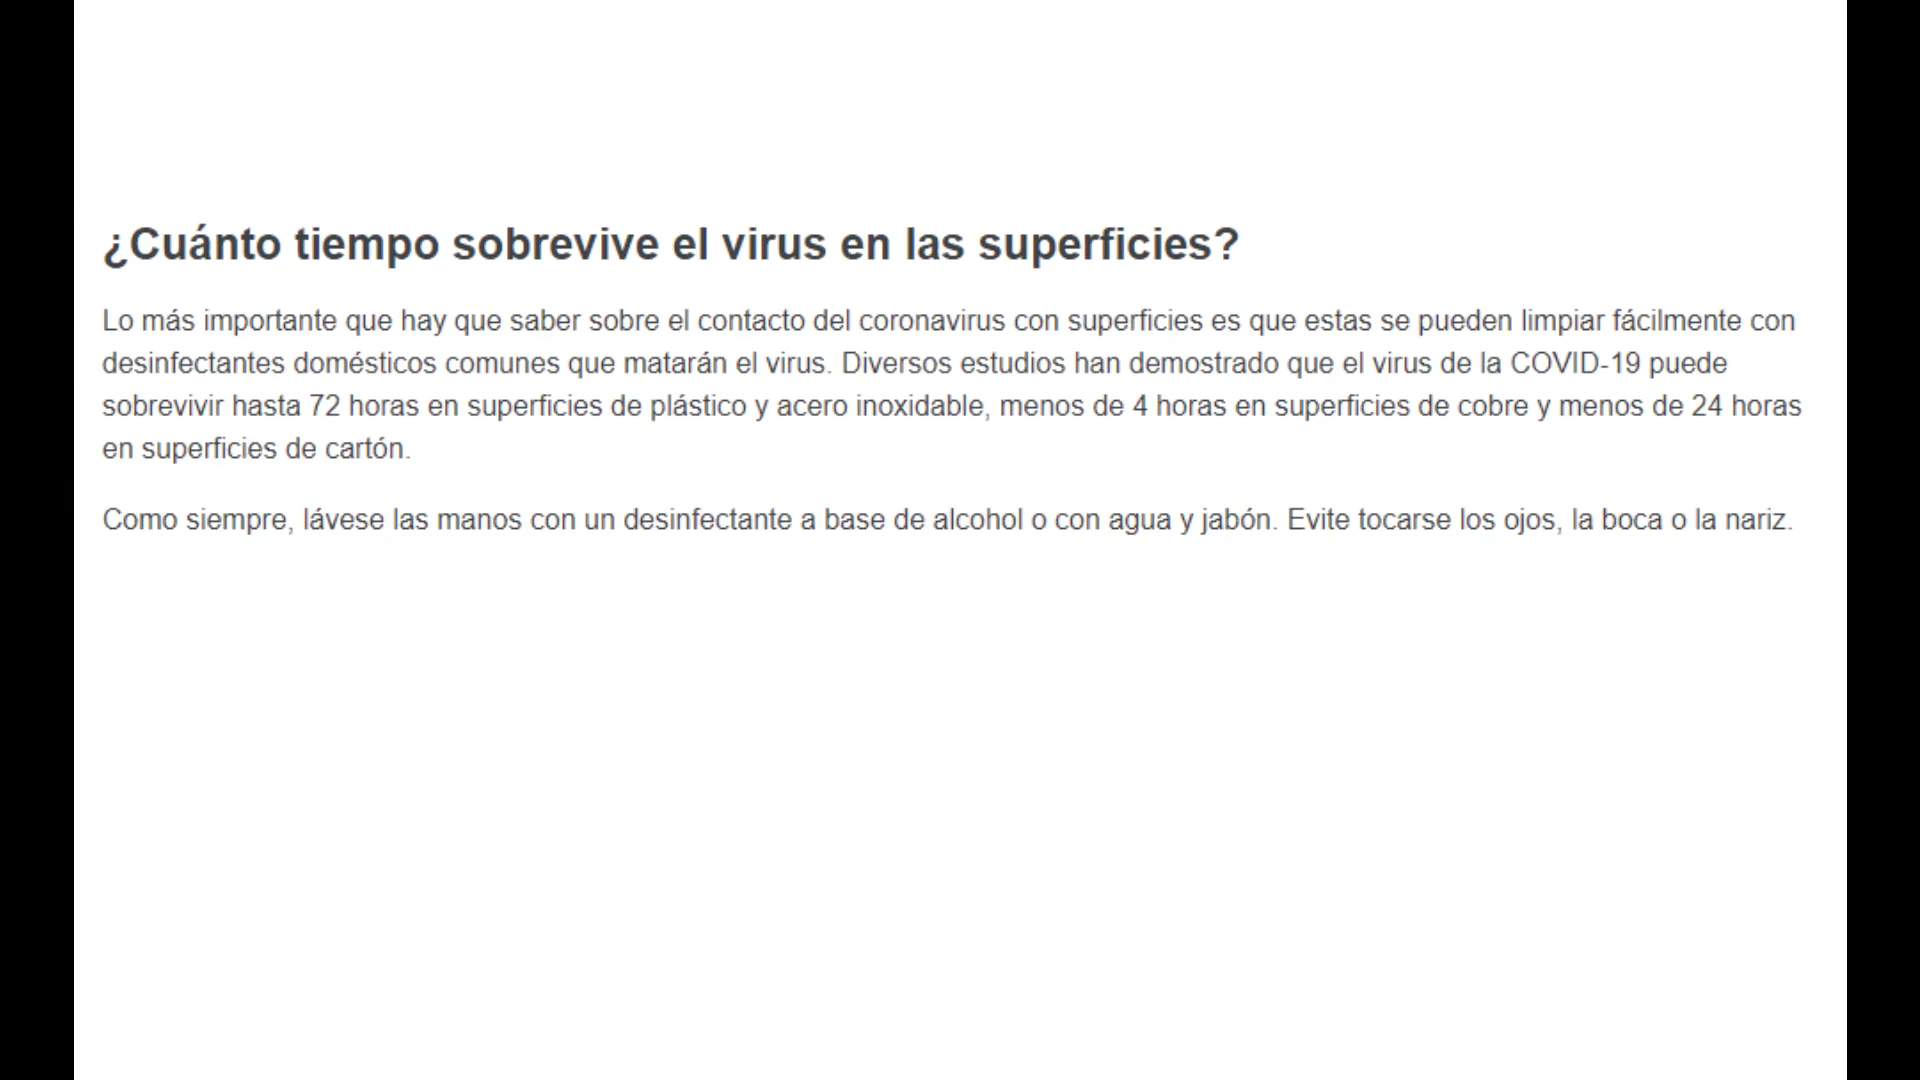 ¿Cuánto tiempo sobrevive el virus en las superficies?
Lo más importante que hay que saber sobre el contacto del coronavirus con superficies es que estas se pueden limpiar fácilmente con
desinfectantes domésticos comunes que matarán el virus. Diversos estudios han demostrado que el virus de la COVID-19 puede
sobrevivir hasta 72 horas en superficies de plástico y acero inoxidable, menos de 4 horas en superficies de cobre y menos de 24 horas
en superficies de cartón.
Como siempre, lávese las manos con un desinfectante a base de alcohol o con agua y jabón. Evite tocarse los ojos, la boca o la nariz.